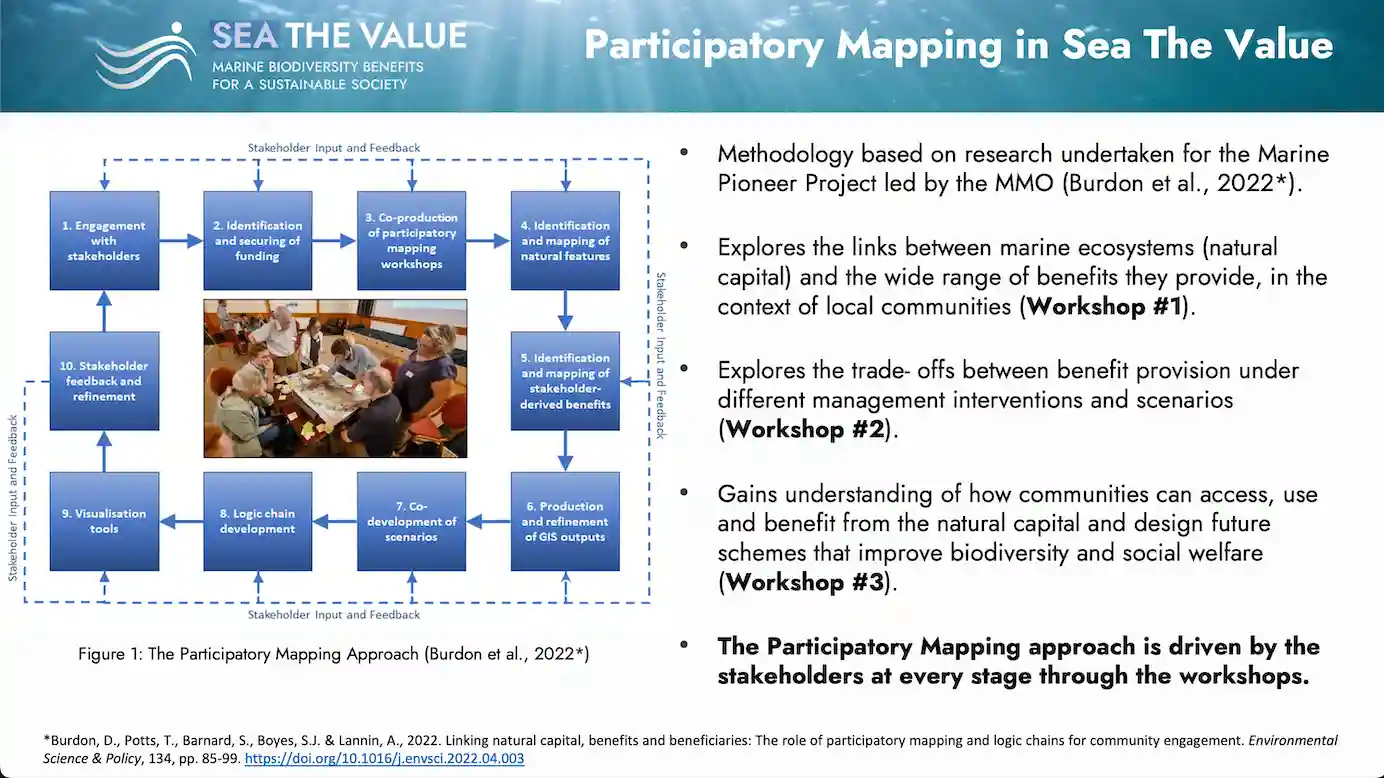 SEA THE VALUE
MARINE BIODIVERSITY BENEFITS
FOR A SUSTAINABLE SOCIETY
Participatory Mapping in Sea The Value
Stakeholder Input and Feedback
1. Engagement
with
stakeholders
2. Identification
and securing of
funding
3. Co-production
of participatory
mapping
workshops
4. Identification
and mapping of
natural features
Stakeholder Input and Feedback
10. Stakeholder
feedback and
refinement
5. Identification
and mapping of
stakeholder-
derived benefits
Stakeholder Input and Feedback
9. Visualisation
tools
8. Logic chain
development
7. Co-
development of
scenarios
6. Production
and refinement
of GIS outputs
Stakeholder Input and Feedback
Figure 1: The Participatory Mapping Approach (Burdon et al., 2022*)
• Methodology based on research undertaken for the Marine
Pioneer Project led by the MMO (Burdon et al., 2022*).
• Explores the links between marine ecosystems (natural
capital) and the wide range of benefits they provide, in the
context of local communities (Workshop #1).
• Explores the trade- offs between benefit provision under
different management interventions and scenarios
(Workshop #2).
• Gains understanding of how communities can access, use
and benefit from the natural capital and design future
schemes that improve biodiversity and social welfare
(Workshop #3).
• The Participatory Mapping approach is driven by the
stakeholders at every stage through the workshops.
*Burdon, D., Potts, T., Barnard, S., Boyes, S.J. & Lannin, A., 2022. Linking natural capital, benefits and beneficiaries: The role of participatory mapping and logic chains for community engagement. Environmental
Science & Policy, 134, pp. 85-99. https://doi.org/10.1016/j.envsci.2022.04.003